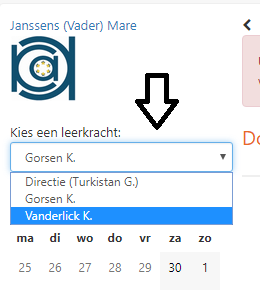 Janssens (Vader) Mare
Kies een leerkracht:
Gorsen K.
Directie (Turkistan G.)
Gorsen K.
Vanderlick K.
ma di wo do vr za zo
25 26 27 28 29 30 1